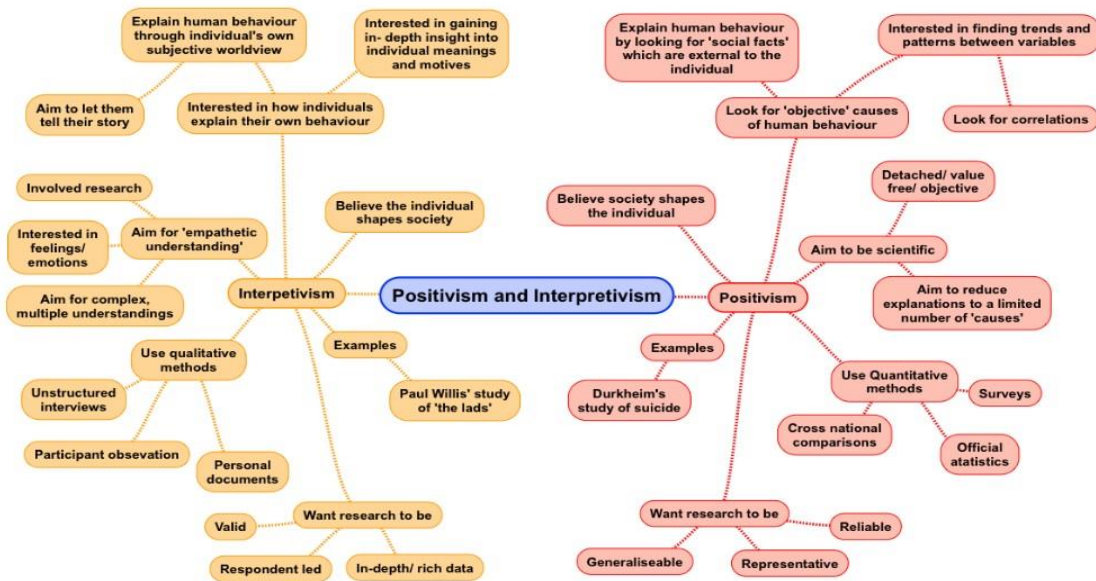 Explain human behaviour
through individual's own
subjective worldview
Interested in gaining
in- depth insight into
individual meanings
and motives
Aim to let them
tell their story
Interested in how individuals
explain their own behaviour
Involved research
Interested in
feelings/
emotions
Aim for 'empathetic
understanding'
Aim for complex,
multiple understandings
Believe the individual
shapes society
Interpetivism
Use qualitative
methods
Unstructured
interviews
Participant obsevation
Personal
documents
Examples
Paul Willis' study
of 'the lads'
Want research to be
Valid
Respondent led
In-depth/ rich data
Positivism and Interpretivism
Explain human behaviour
by looking for 'social facts'
which are external to the
individual
Interested in finding trends and
patterns between variables
Look for 'objective' causes
of human behaviour
Look for correlations
Believe society shapes
the individual
Detached/ value
free/ objective
Aim to be scientific
Aim to reduce
explanations to a limited
number of 'causes'
Positivism
Examples
Durkheim's
study of suicide
Use Quantitative
methods
Surveys
Cross national
comparisons
Official
atatistics
Want research to be
Reliable
Generaliseable
Representative